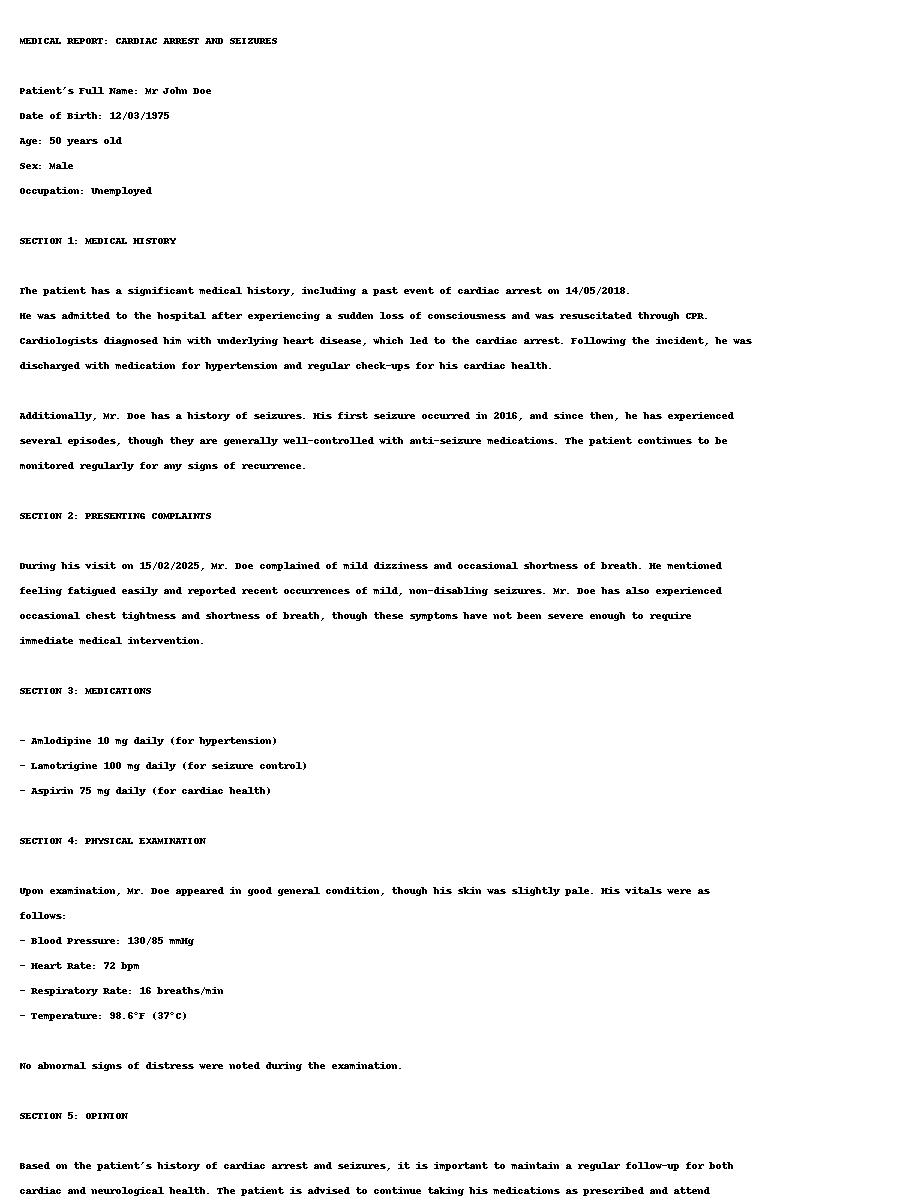 MEDICAL REPORT: CARDIAC ARREST AND SEIZURES
Patient's Full Name: Mr John Doe
Date of Birth: 12/03/1975
Age: 50 years old
Sex: Male
Occupation: Unemployed
SECTION 1: MEDICAL HISTORY
The patient has a significant medical history, including a past event of cardiac arrest on 14/05/2018.
He was admitted to the hospital after experiencing a sudden loss of consciousness and was resuscitated through CPR.
Cardiologists diagnosed him with underlying heart disease, which led to the cardiac arrest. Following the incident, he was
discharged with medication for hypertension and regular check-ups for his cardiac health.
Additionally, Mr. Doe has a history of seizures. His first seizure occurred in 2016, and since then, he has experienced
several episodes, though they are generally well-controlled with anti-seizure medications. The patient continues to be
monitored regularly for any signs of recurrence.
SECTION 2: PRESENTING COMPLAINTS
During his visit on 15/02/2025, Mr. Doe complained of mild dizziness and occasional shortness of breath. He mentioned
feeling fatigued easily and reported recent occurrences of mild, non-disabling seizures. Mr. Doe has also experienced
occasional chest tightness and shortness of breath, though these symptoms have not been severe enough to require
immediate medical intervention.
SECTION 3: MEDICATIONS
- Amlodipine 10 mg daily (for hypertension)
- Lamotrigine 100 mg daily (for seizure control)
- Aspirin 75 mg daily (for cardiac health)
SECTION 4: PHYSICAL EXAMINATION
Upon examination, Mr. Doe appeared in good general condition, though his skin was slightly pale. His vitals were as
follows:
- Blood Pressure: 130/85 mmHg
- Heart Rate: 72 bpm
- Respiratory Rate: 16 breaths/min
- Temperature: 98.6°F (37°C)
No abnormal signs of distress were noted during the examination.
SECTION 5: OPINION
Based on the patient's history of cardiac arrest and seizures, it is important to maintain a regular follow-up for both
cardiac and neurological health. The patient is advised to continue taking his medications as prescribed and attend